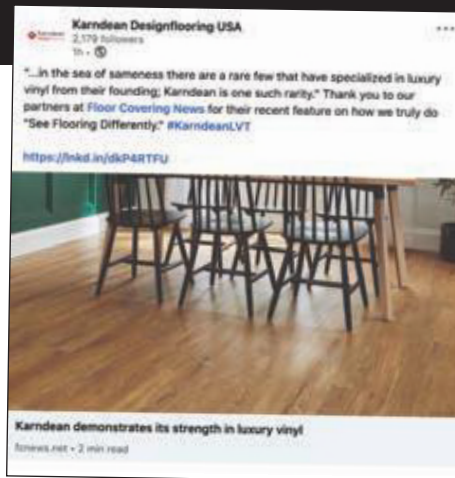 Karndean Designflooring USA
2,179 followers
1h •
"...in the sea of sameness there are a rare few that have specialized in luxury
vinyl from their founding; Karndean is one such rarity." Thank you to our
partners at Floor Covering News for their recent feature on how we truly do
"See Flooring Differently." #KarndeanLVT
https://lnkd.in/dkP4RTFU
Karndean demonstrates its strength in luxury vinyl
fcnews.net • 2 min read